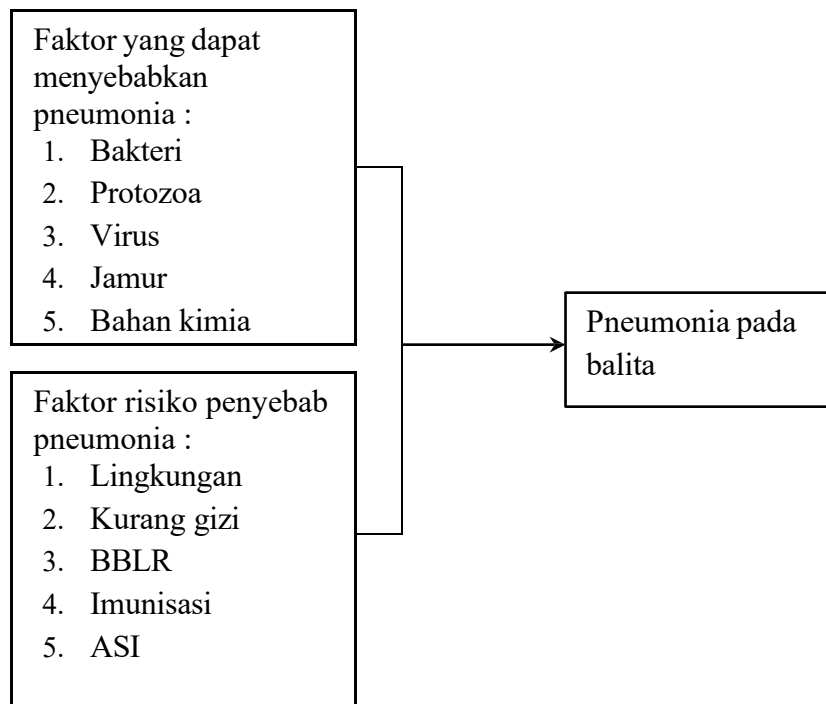 Faktor yang dapat
menyebabkan
pneumonia :
1. Bakteri
2. Protozoa
3. Virus
4. Jamur
5. Bahan kimia
Faktor risiko penyebab
pneumonia :
1. Lingkungan
2. Kurang gizi
3. BBLR
4. Imunisasi
5. ASI
Pneumonia pada
balita